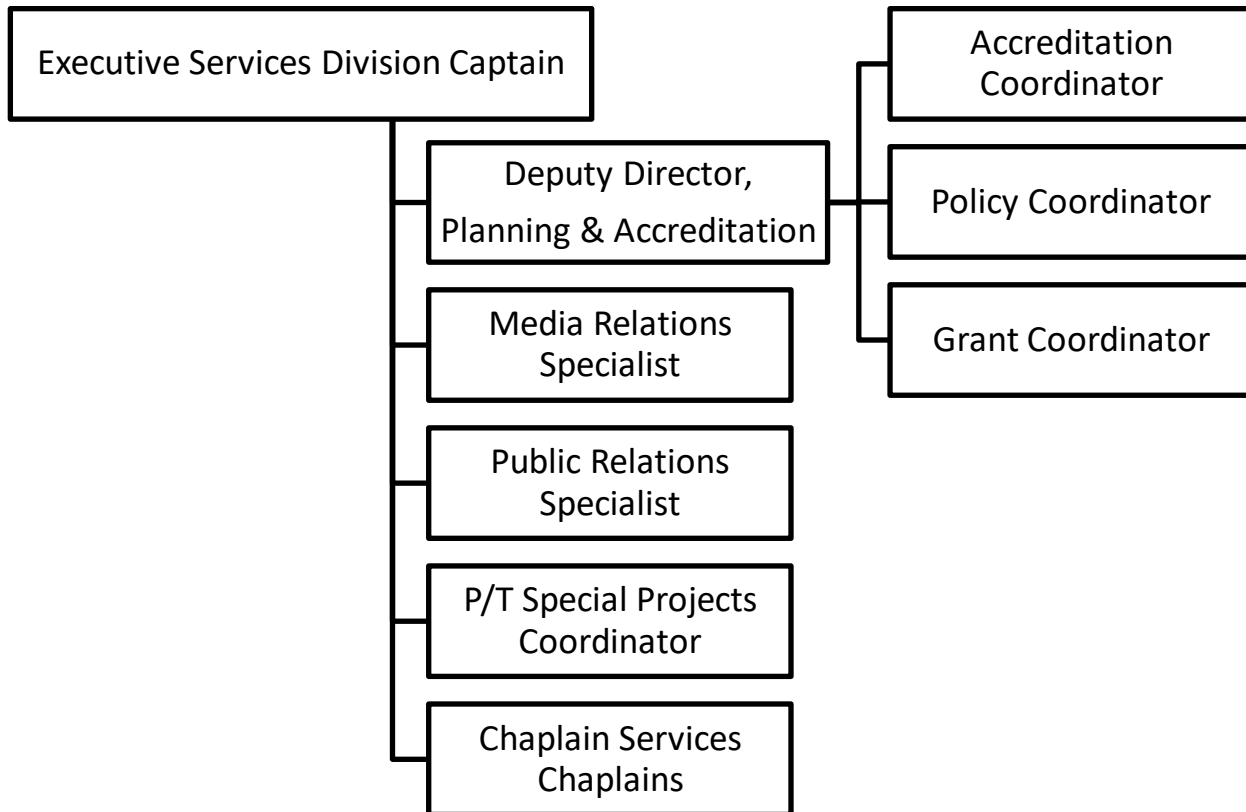 Executive Services Division Captain
Deputy Director,
Planning & Accreditation
Accreditation
Coordinator
Policy Coordinator
Grant Coordinator
Media Relations
Specialist
Public Relations
Specialist
P/T Special Projects
Coordinator
Chaplain Services
Chaplains